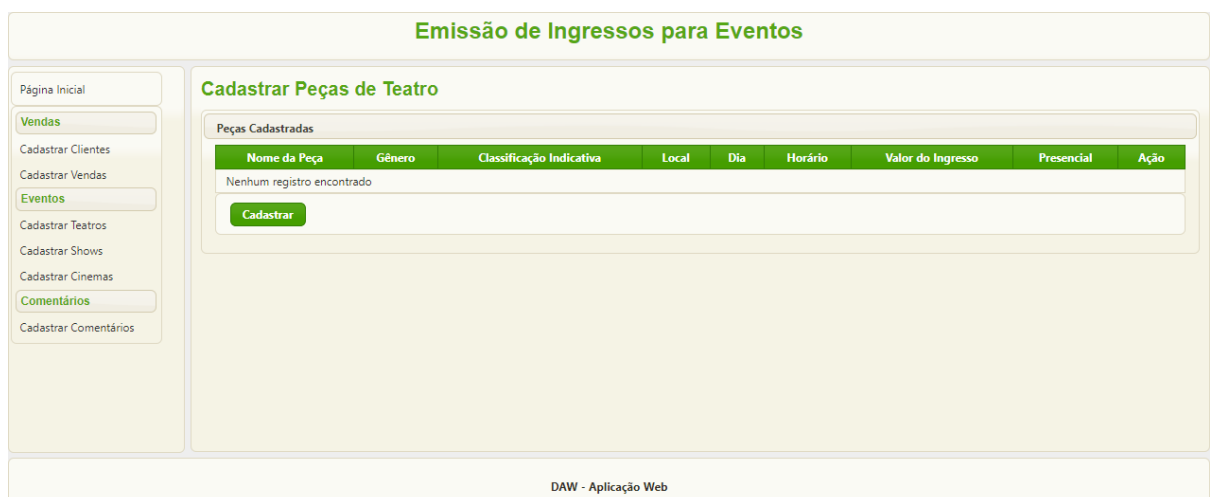 Emissão de Ingressos para Eventos
Página Inicial
Vendas
Cadastrar Clientes
Cadastrar Vendas
Eventos
Cadastrar Teatros
Cadastrar Shows
Cadastrar Cinemas
Comentários
Cadastrar Comentários
Cadastrar Peças de Teatro
Peças Cadastradas
Nome da Peça Gênero Classificação Indicativa Local Dia Horário Valor do Ingresso Presencial Ação
Nenhum registro encontrado
Cadastrar
DAW - Aplicação Web